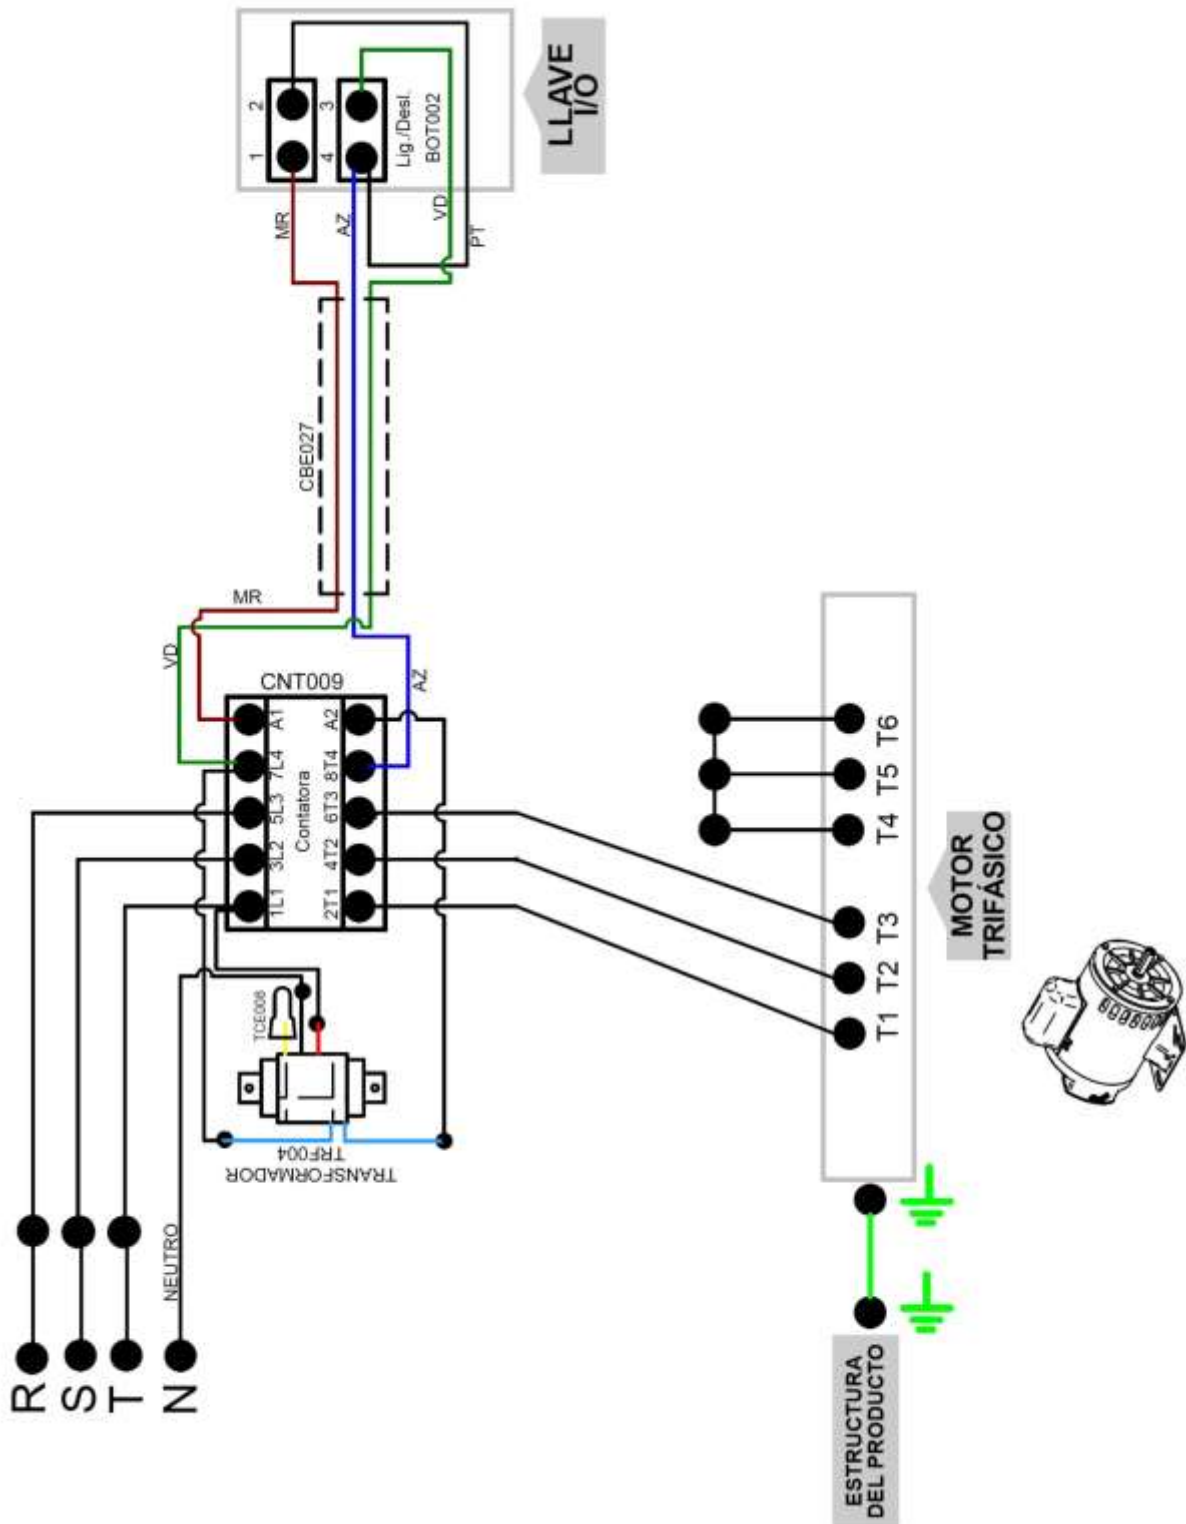 R
S
T
N
NEUTRO
TRANSFORMADOR
TRF004
TCE008
CNT009
Contatora
1L1
3L2
5L3
7L4
A1
2T1
4T2
6T3
8T4
A2
VD
MR
AZ
CBE027
MR
AZ
VD
PT
1
2
4
3
Lig./Desl.
BOT002
LLAVE
I/O
T1
T2
T3
T4
T5
T6
MOTOR
TRIFÁSICO
ESTRUCTURA
DEL PRODUCTO